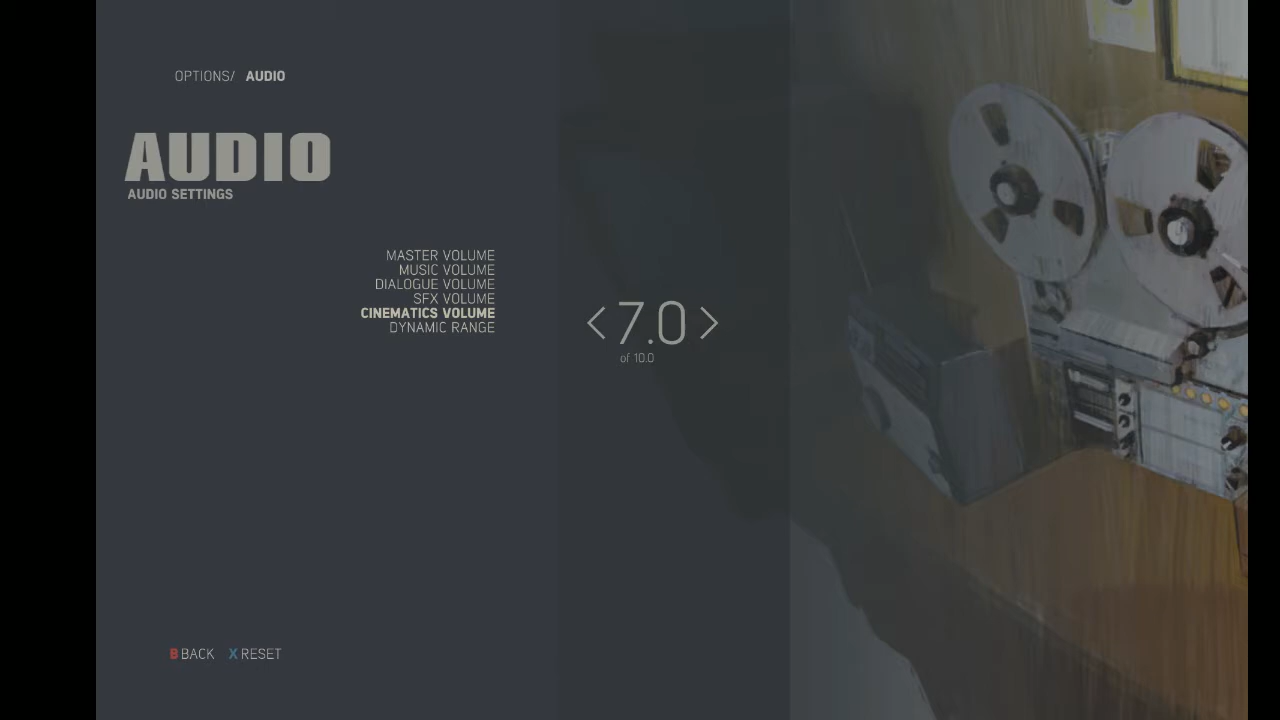 OPTIONS/ AUDIO
AUDIO
AUDIO SETTINGS
MASTER VOLUME
MUSIC VOLUME
DIALOGUE VOLUME
SFX VOLUME
CINEMATICS VOLUME
DYNAMIC RANGE
< 7.0 >
of 10.0
B BACK X RESET